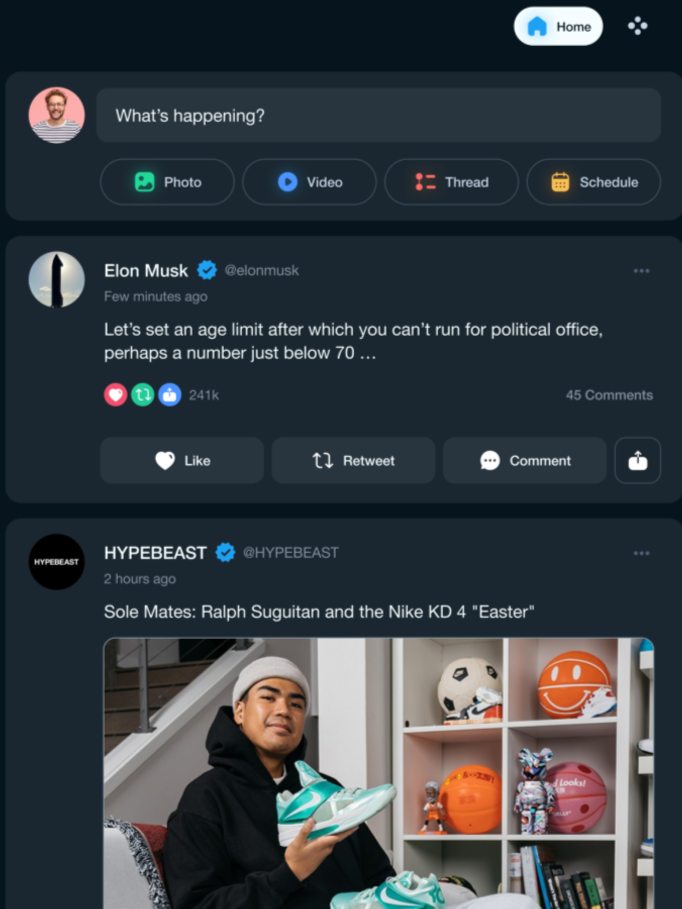 Home
What's happening?
Photo
Video
Thread
Schedule
Elon Musk @elonmusk
Few minutes ago
Let's set an age limit after which you can't run for political office,
perhaps a number just below 70 ...
241k
45 Comments
Like
Retweet
Comment
HYPEBEAST
HYPEBEAST @HYPEBEAST
2 hours ago
Sole Mates: Ralph Suguitan and the Nike KD 4 "Easter"
Looks!